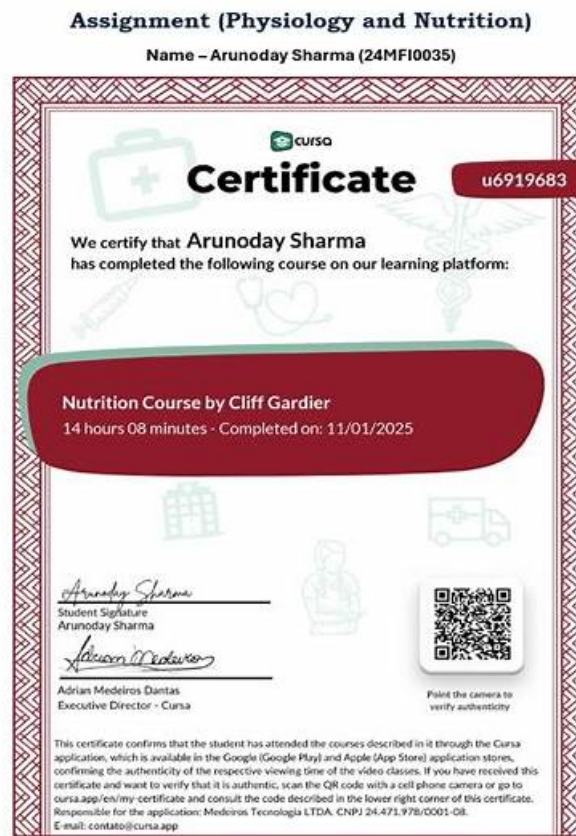 Assignment (Physiology and Nutrition)
Name – Arunoday Sharma (24MFI0035)
cursa
Certificate
u6919683
We certify that Arunoday Sharma
has completed the following course on our learning platform:
Nutrition Course by Cliff Gardier
14 hours 08 minutes - Completed on: 11/01/2025
Arunoday Sharma
Student Signature
Arunoday Sharma
Adriam Medeiros
Adrian Medeiros Dantas
Executive Director - Cursa
Point the camera to
verify authenticity
This certificate confirms that the student has attended the courses described in it through the Cursa
application, which is available in the Google (Google Play) and Apple (App Store) application stores,
confirming the authenticity of the respective viewing time of the video classes. If you have received this
certificate and want to verify that it is authentic, scan the QR code with a cell phone camera or go to
cursa.app/en/my-certificate and consult the code described in the lower right corner of this certificate.
Responsible for the application: Medeiros Tecnologia LTDA. CNPJ 24.471.978/0001-08.
E-mail: contato@cursa.app